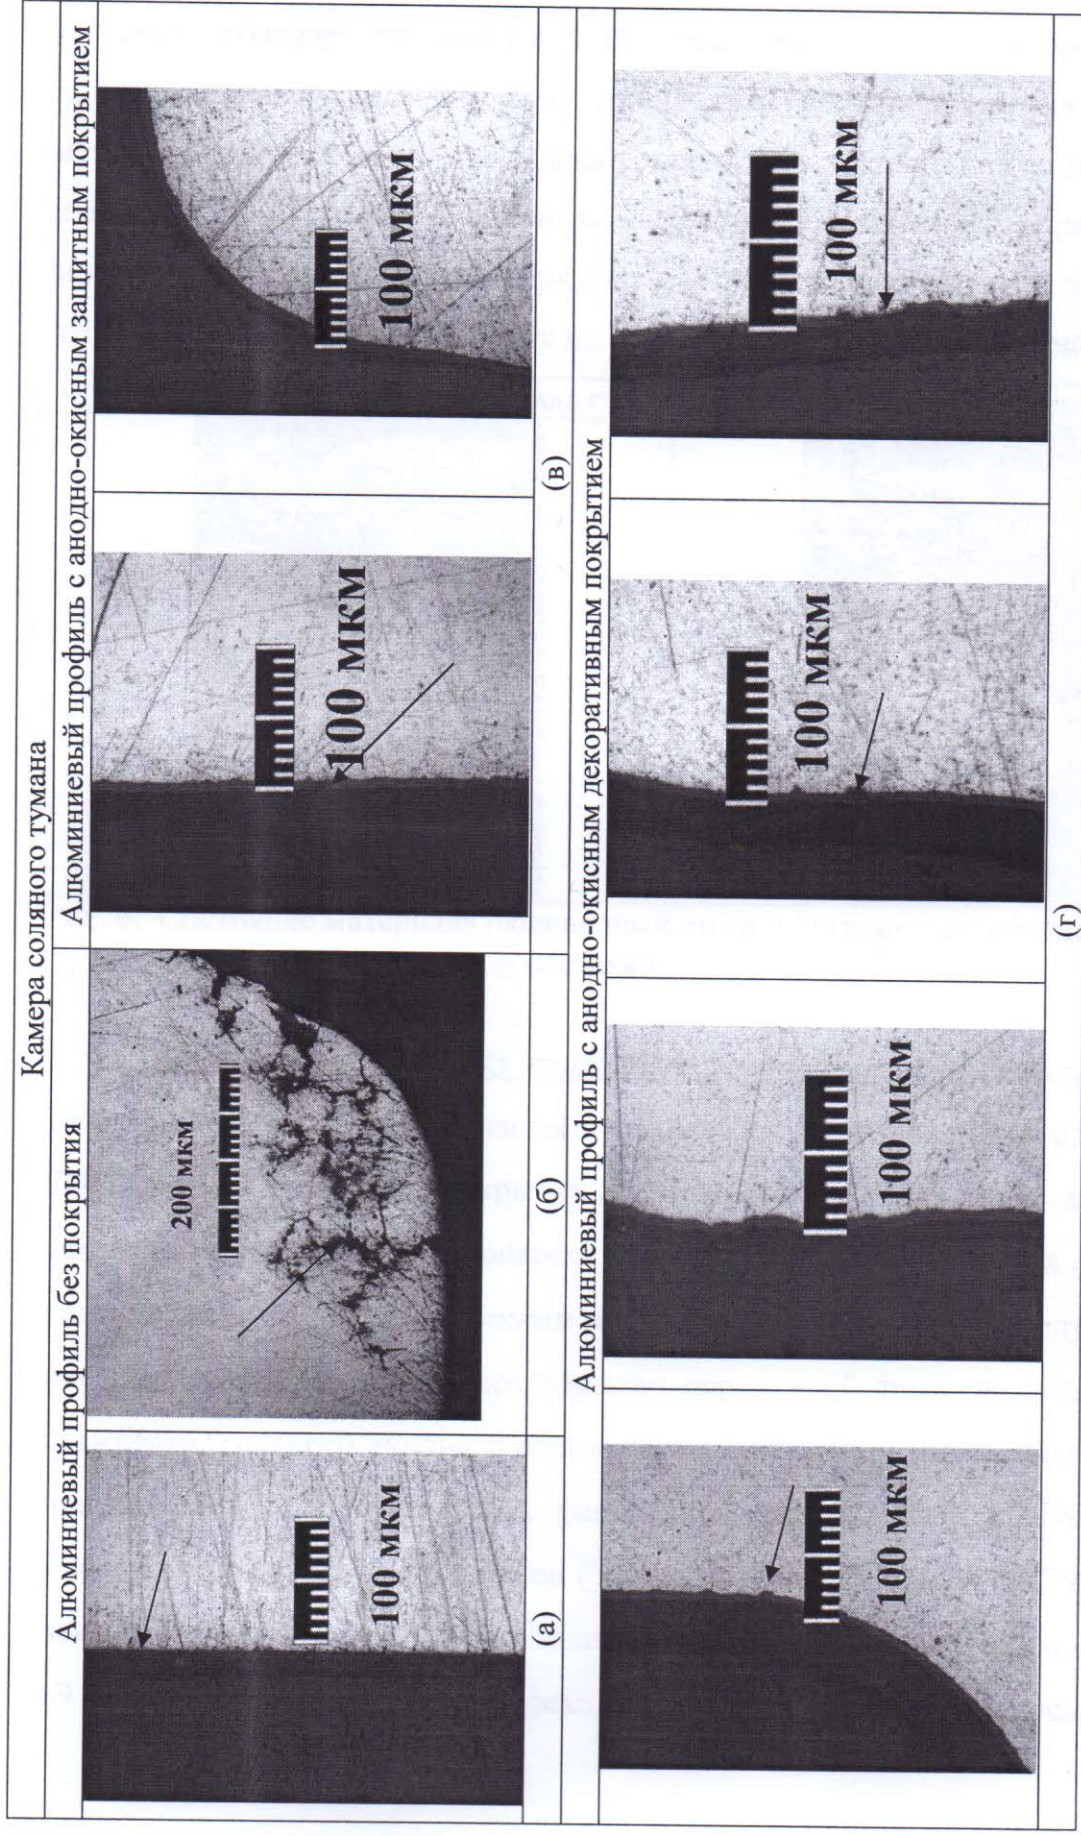 Камера соляного тумана
Алюминиевый профиль без покрытия
Алюминиевый профиль с анодно-окисным защитным покрытием
100 мкм
200 мкм
100 мкм
100 мкм
(а)
(б)
(в)
Алюминиевый профиль с анодно-окисным декоративным покрытием
100 мкм
100 мкм
100 мкм
100 мкм
(г)